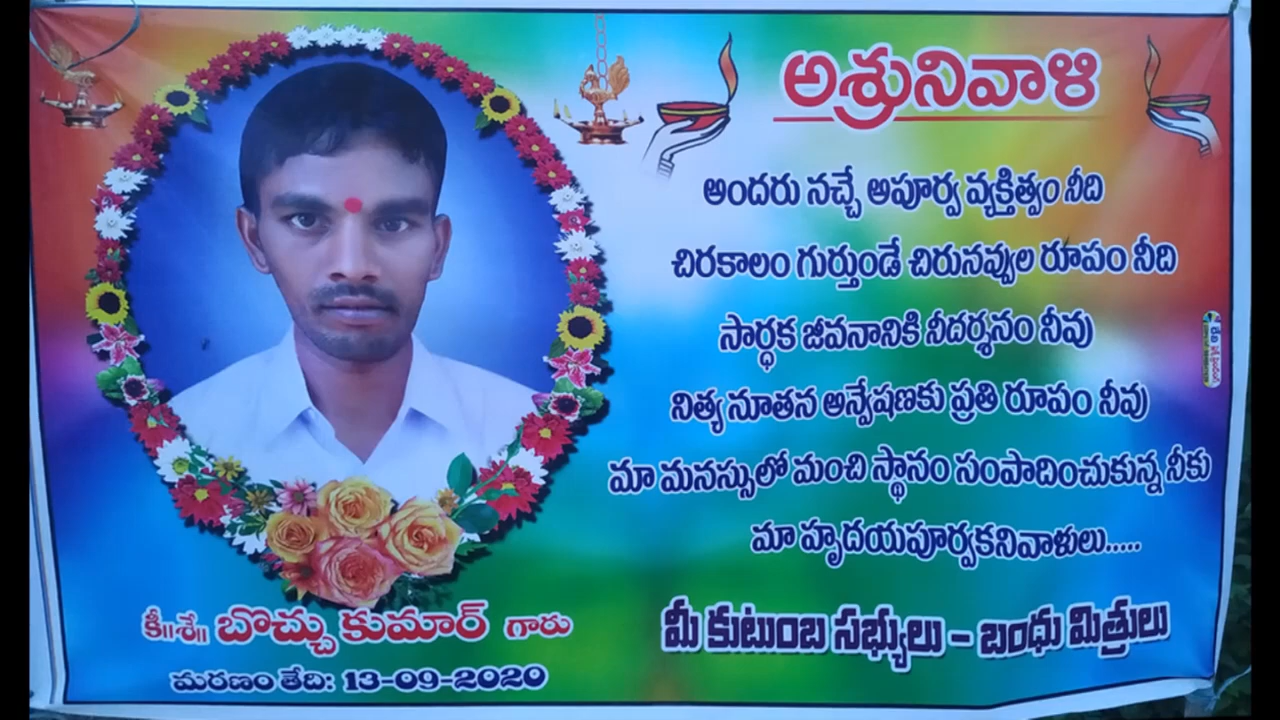 అశ్రునివాళి
అందరు నచ్చే అపూర్వ వ్యక్తిత్వం నీది
చిరకాలం గుర్తుండే చిరునవ్వుల రూపం నీది
సార్ధక జీవనానికి నీదర్శనం నీవు
నిత్య నూతన అన్వేషణకు ప్రతి రూపం నీవు
మా మనస్సులో మంచి స్థానం సంపాదించుకున్న నీకు
మా హృదయపూర్వకనివాళులు.....
మీ కుటుంబ సభ్యులు – బంధు మిత్రులు
కీ॥శే॥ బొచ్చు కుమార్ గారు
మరణం తేది: 13-09-2020